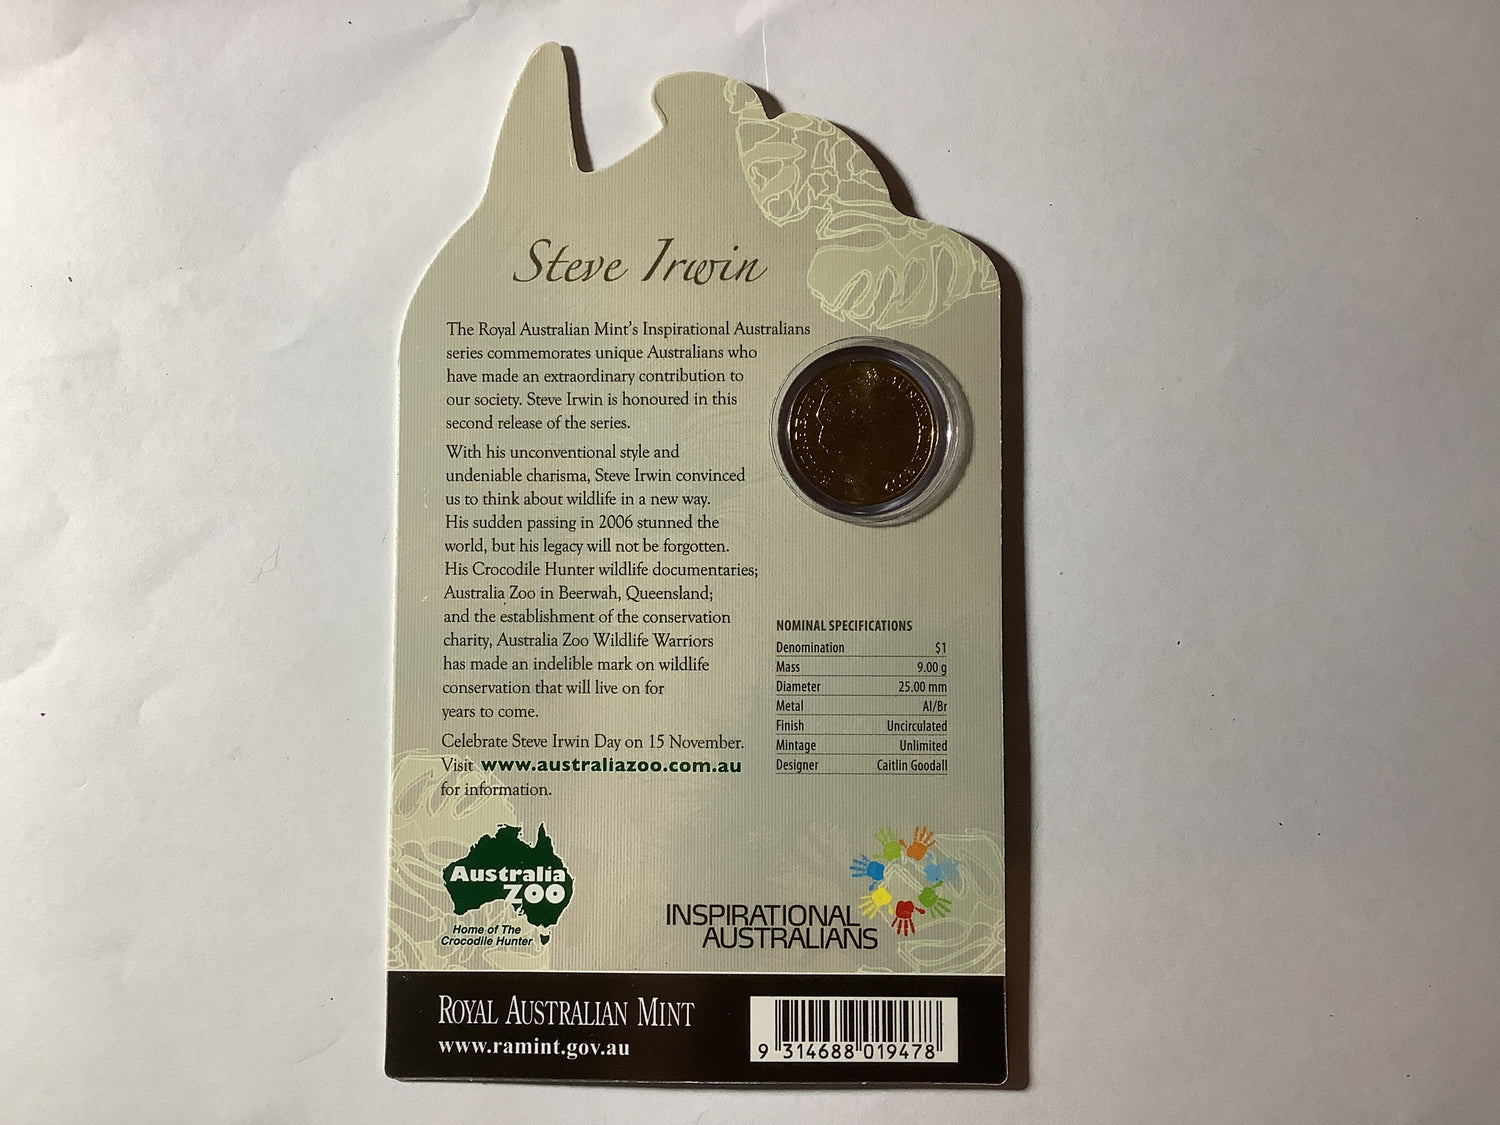 Steve Irwin
The Royal Australian Mint's Inspirational Australians
series commemorates unique Australians who
have made an extraordinary contribution to
our society. Steve Irwin is honoured in this
second release of the series.
With his unconventional style and
undeniable charisma, Steve Irwin convinced
us to think about wildlife in a new way.
His sudden passing in 2006 stunned the
world, but his legacy will not be forgotten.
His Crocodile Hunter wildlife documentaries;
Australia Zoo in Beerwah, Queensland;
and the establishment of the conservation
charity, Australia Zoo Wildlife Warriors
has made an indelible mark on wildlife
conservation that will live on for
years to come.
Celebrate Steve Irwin Day on 15 November.
Visit www.australiazoo.com.au
for information.
NOMINAL SPECIFICATIONS
Denomination $1
Mass 9.00 g
Diameter 25.00 mm
Metal Al/Br
Finish Uncirculated
Mintage Unlimited
Designer Caitlin Goodall
Australia
ZOO
Home of The
Crocodile Hunter
INSPIRATIONAL
AUSTRALIANS
ROYAL AUSTRALIAN MINT
www.ramint.gov.au
9 314688 019478